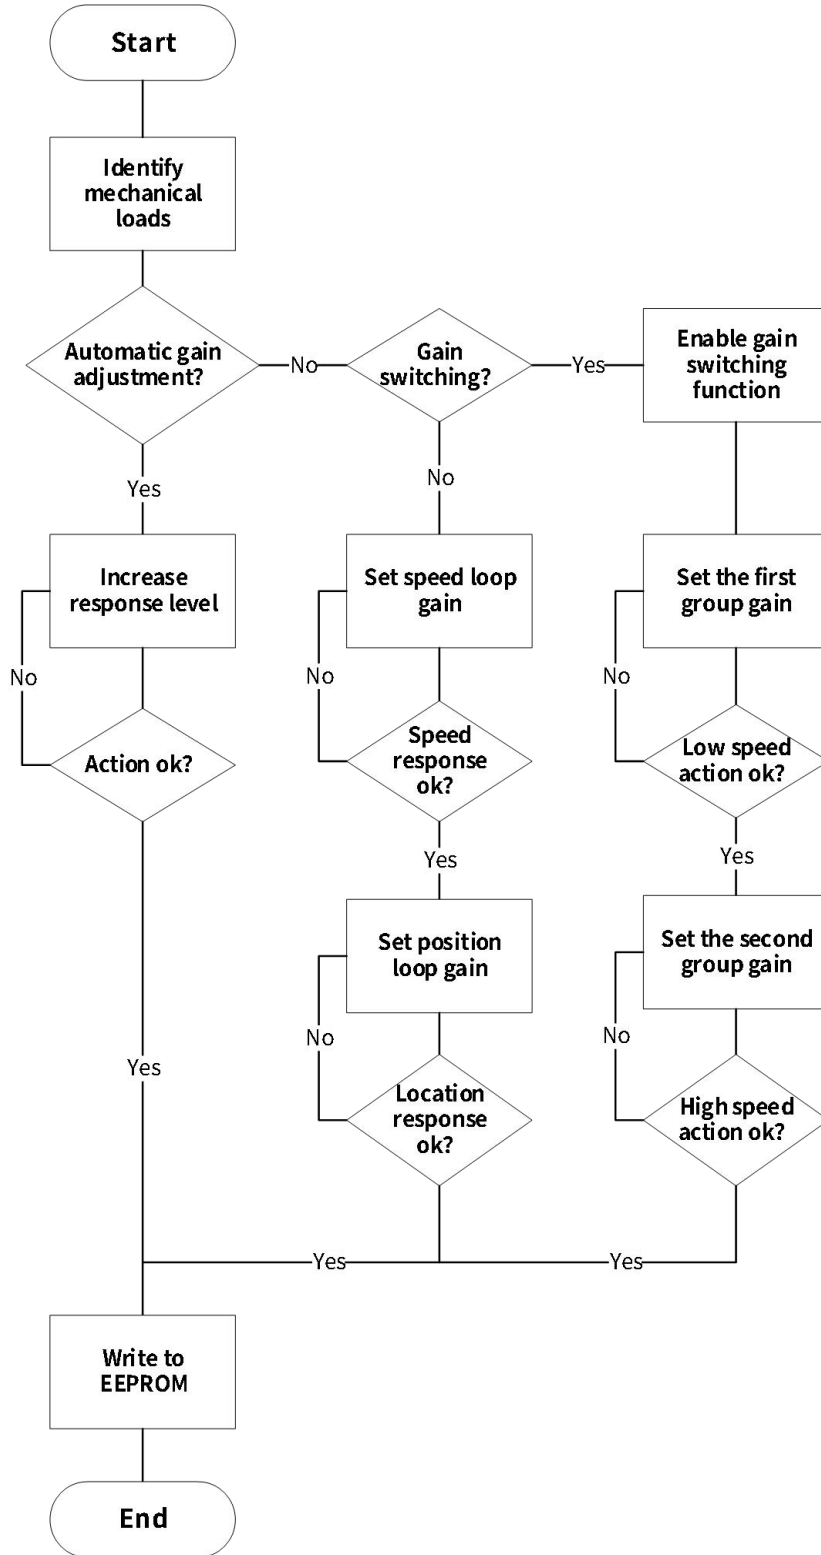 Start
Identify
mechanical
loads
Automatic gain
adjustment?
No
Gain
switching?
Yes
Enable gain
switching
function
Yes
No
Increase
response level
Set speed loop
gain
Set the first
group gain
No
No
No
Action ok?
Speed
response
ok?
Low speed
action ok?
Yes
Yes
Set position
loop gain
Set the second
group gain
No
No
Yes
Location
response
ok?
High speed
action ok?
Yes
Yes
Write to
EEPROM
End